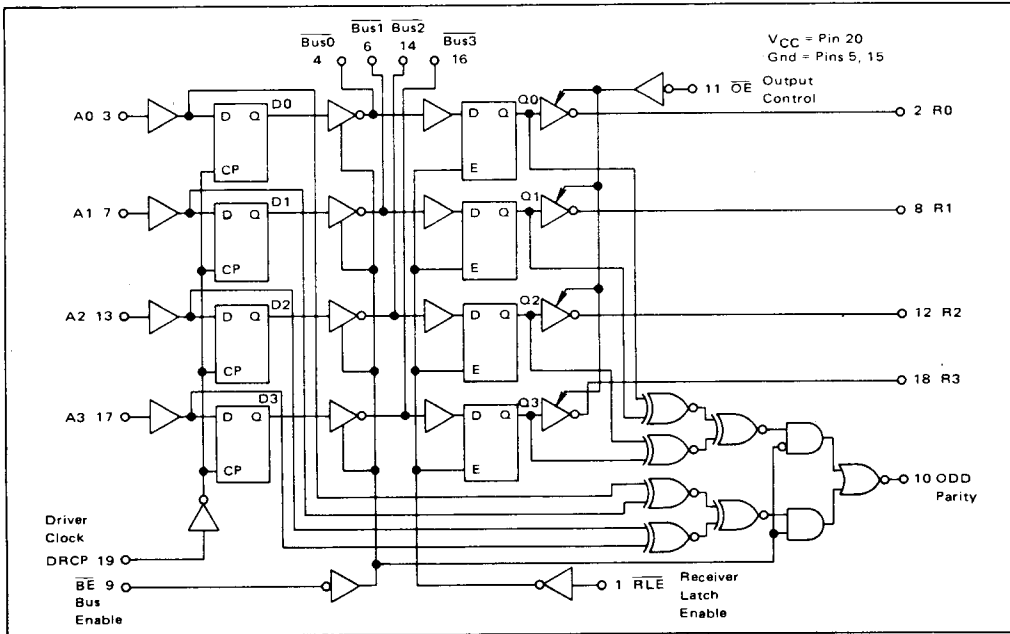 Bus0 Bus1 Bus2 Bus3
4 6 14 16
VCC = Pin 20
Gnd = Pins 5, 15
11 OE Output
Control
A0 3
D0
D Q
CP
D Q
E
Q0
2 R0
A1 7
D1
D Q
CP
D Q
E
Q1
8 R1
A2 13
D2
D Q
CP
D Q
E
Q2
12 R2
A3 17
D3
D Q
CP
D Q
E
Q3
18 R3
10 ODD
Parity
Driver
Clock
DRCP 19
BE 9
Bus
Enable
1 RLE
Receiver
Latch
Enable